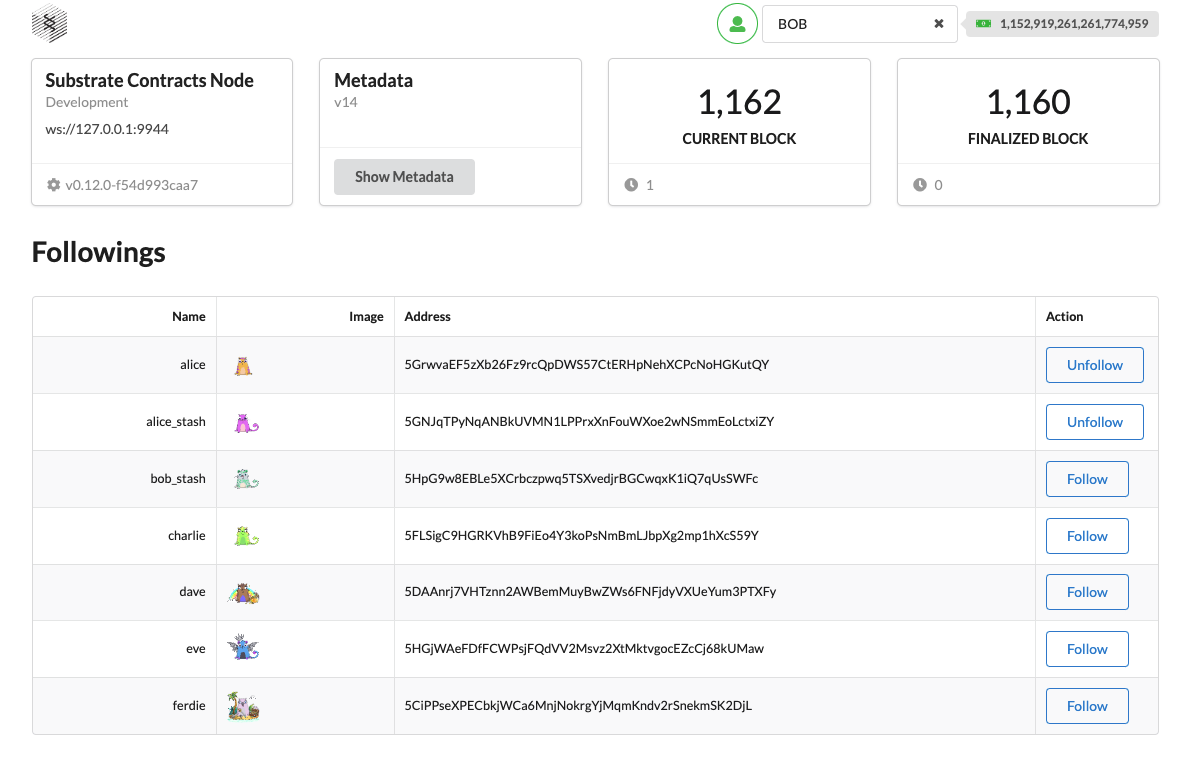 BOB
1,152,919,261,261,774,959
Substrate Contracts Node
Development
ws://127.0.0.1:9944
v0.12.0-f54d993caa7
Metadata
v14
Show Metadata
1,162
CURRENT BLOCK
1
1,160
FINALIZED BLOCK
0
Followings
Name Image Address Action
alice 5GrwvaEF5zXb26Fz9rcQpDWS57CtERHpNehXCPcNoHGKutQY Unfollow
alice_stash 5GNJqTPyNqANBkUVMN1LPPrxXnFouWXoe2wNSmmEoLctxiZY Unfollow
bob_stash 5HpG9w8EBLe5XCrbczpwq5TSXvedjrBGCwqxK1iQ7qUsSWFc Follow
charlie 5FLSigC9HGRKVhB9FiEo4Y3koPsNmBmLJbpXg2mp1hXcS59Y Follow
dave 5DAAnrj7VHTznn2AWBemMuyBwZWs6FNFjdyVXUeYum3PTXFy Follow
eve 5HGjWAeFDfFCWPsjFQdVV2Msvz2XtMktvgocEZcCj68kUMaw Follow
ferdie 5CiPPseXPECbkjWCa6MnjNokrgYjMqmKndv2rSnekmSK2DjL Follow